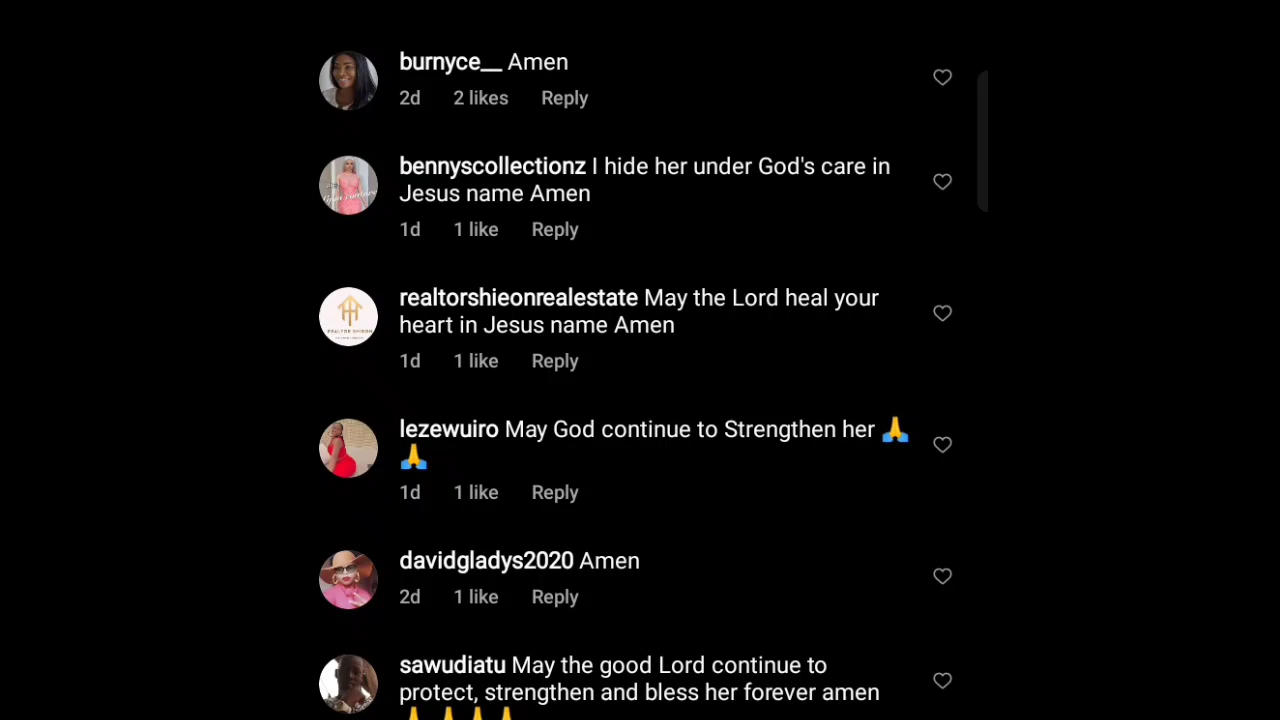 burnyce__ Amen
2d 2 likes Reply
bennyscollectionz I hide her under God's care in
Jesus name Amen
1d 1 like Reply
realtorshieonrealestate May the Lord heal your
heart in Jesus name Amen
1d 1 like Reply
lezewuiro May God continue to Strengthen her 🙏
🙏
1d 1 like Reply
davidgladys2020 Amen
2d 1 like Reply
sawudiatu May the good Lord continue to
protect, strengthen and bless her forever amen
🙏🙏🙏🙏